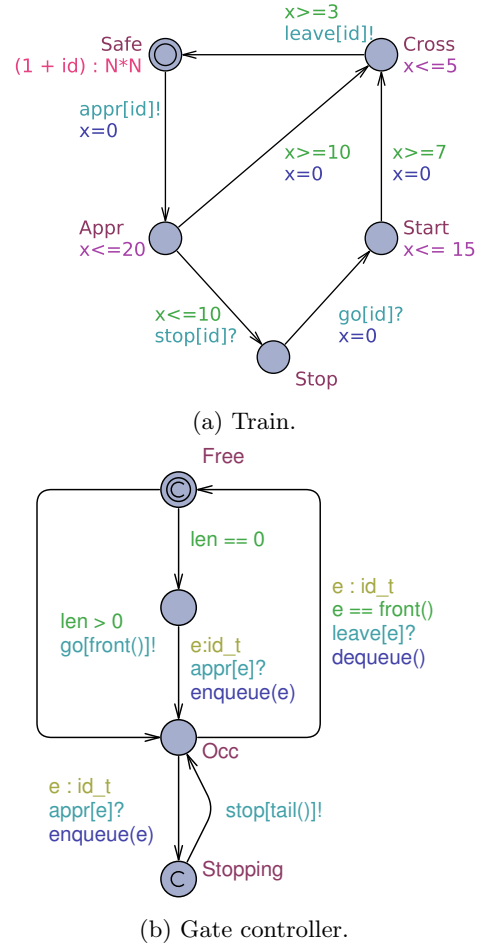 x>=3
leave[id]!
Safe
(1 + id) : N*N
Cross
x<=5
appr[id]!
x=0
x>=10
x=0
x>=7
x=0
Appr
x<=20
Start
x<= 15
x<=10
stop[id]?
go[id]?
x=0
Stop
(a) Train.
Free
C
len == 0
e : id_t
e == front()
leave[e]?
dequeue()
len > 0
go[front()]!
e:id_t
appr[e]?
enqueue(e)
Occ
e : id_t
appr[e]?
enqueue(e)
stop[tail()]!
Stopping
C
(b) Gate controller.